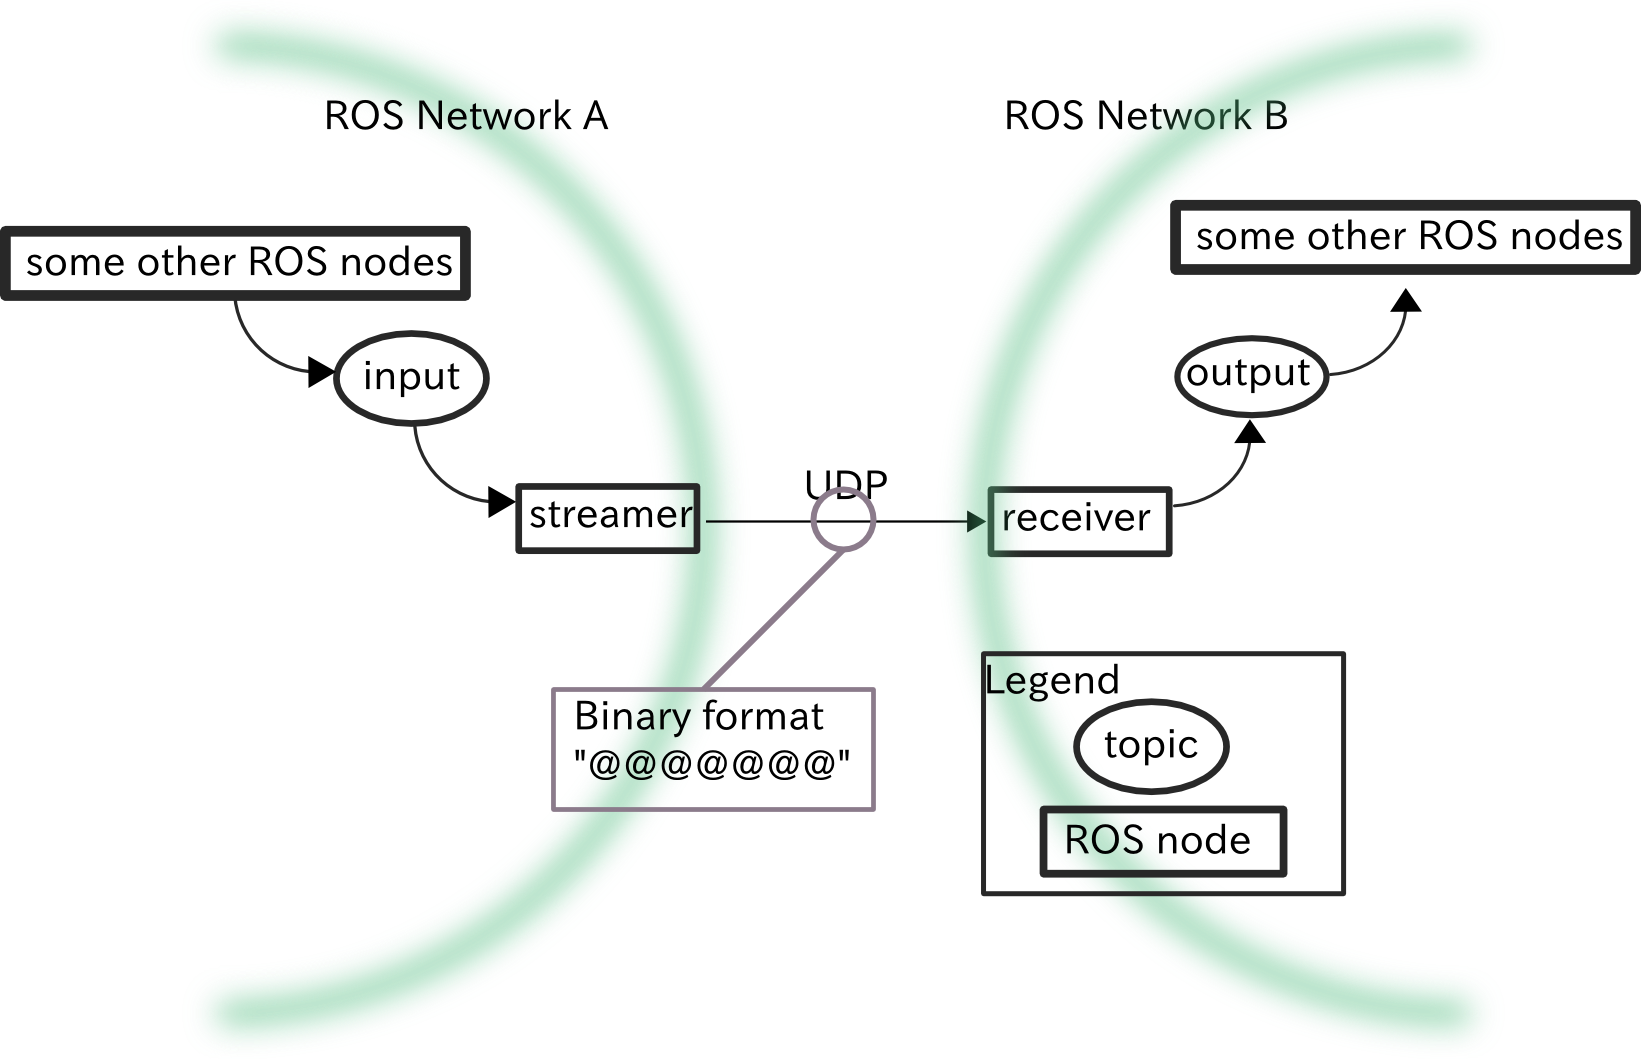 ROS Network A
ROS Network B
some other ROS nodes
some other ROS nodes
input
output
UDP
streamer
receiver
Binary format
"@@@@@@@"
Legend
topic
ROS node